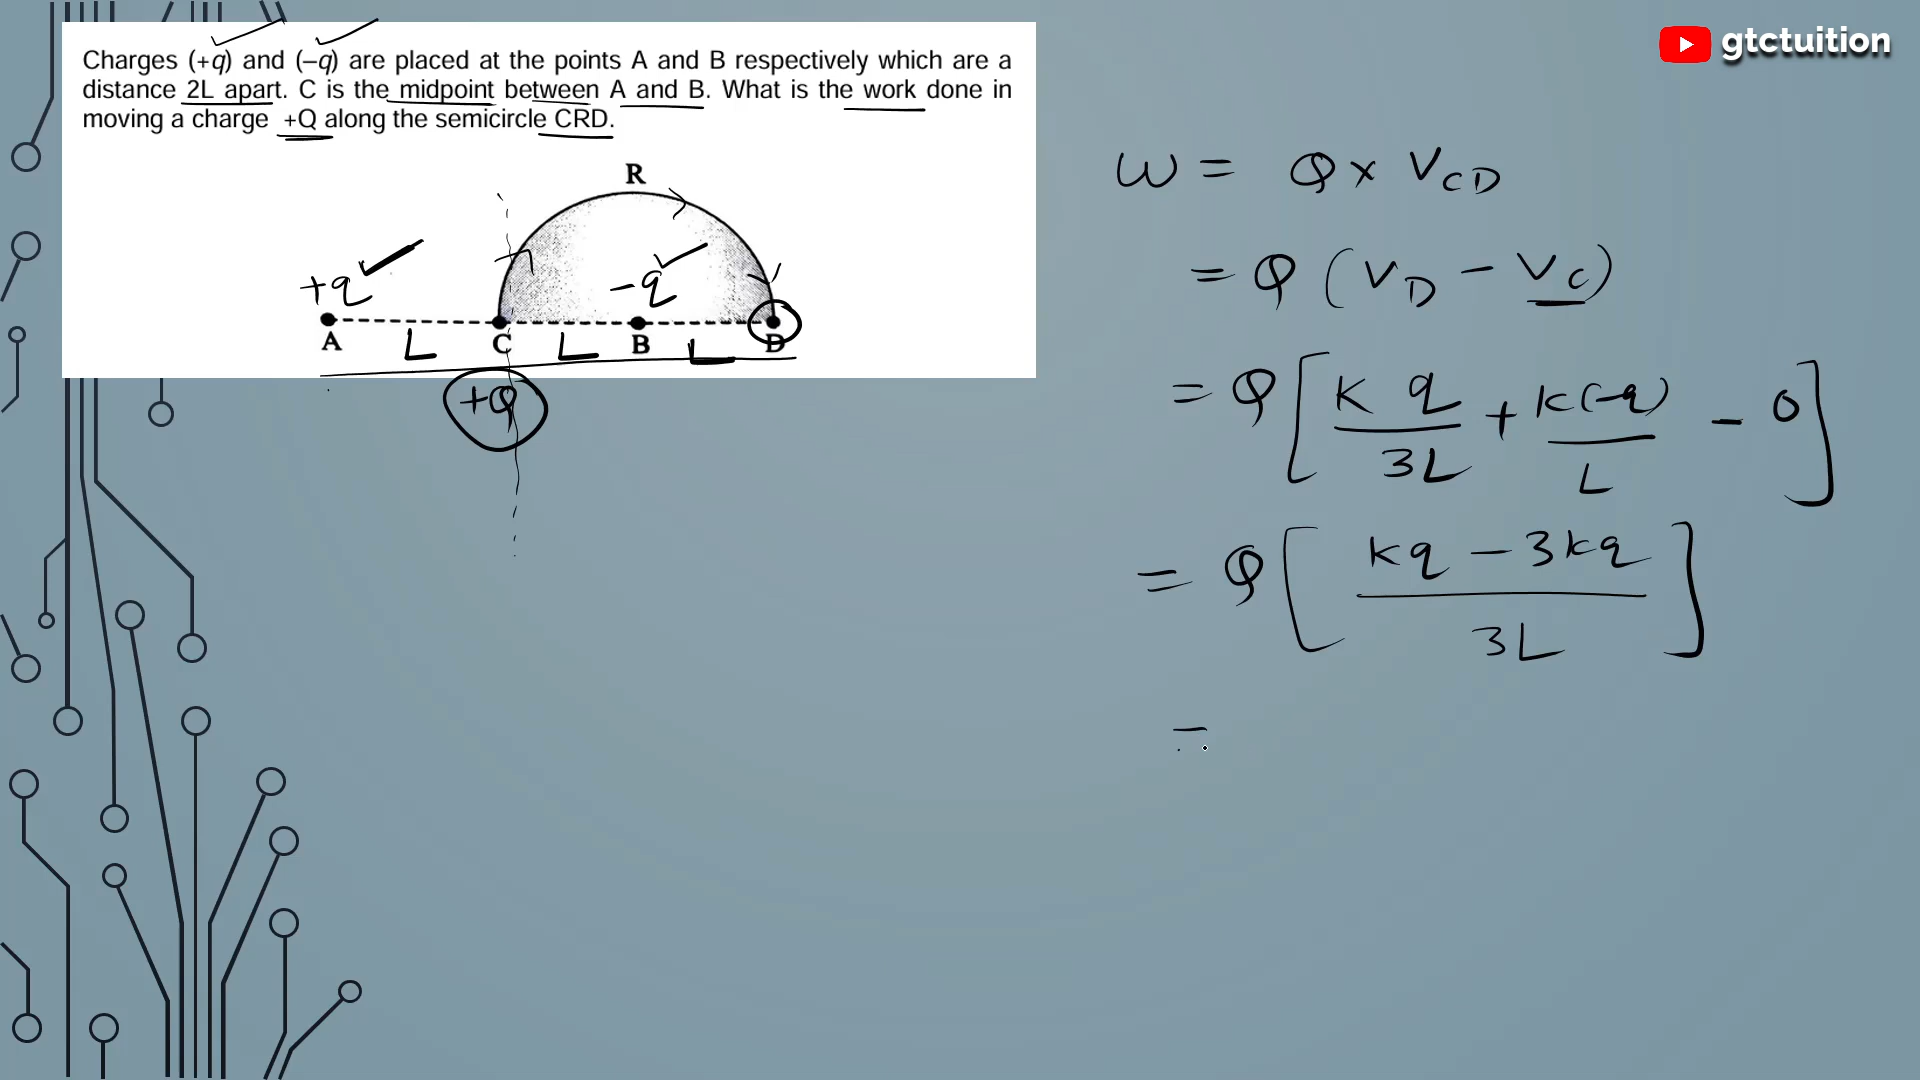 gtctuition
Charges (+q) and (–q) are placed at the points A and B respectively which are a
distance 2L apart. C is the midpoint between A and B. What is the work done in
moving a charge +Q along the semicircle CRD.
R
+q
-q
A
C
B
D
L
L
L
+Q
W = Q × V_CD
= Q (V_D - V_C)
= Q [ Kq/3L + K(-q)/L - 0 ]
= Q [ (Kq - 3Kq)/3L ]
=